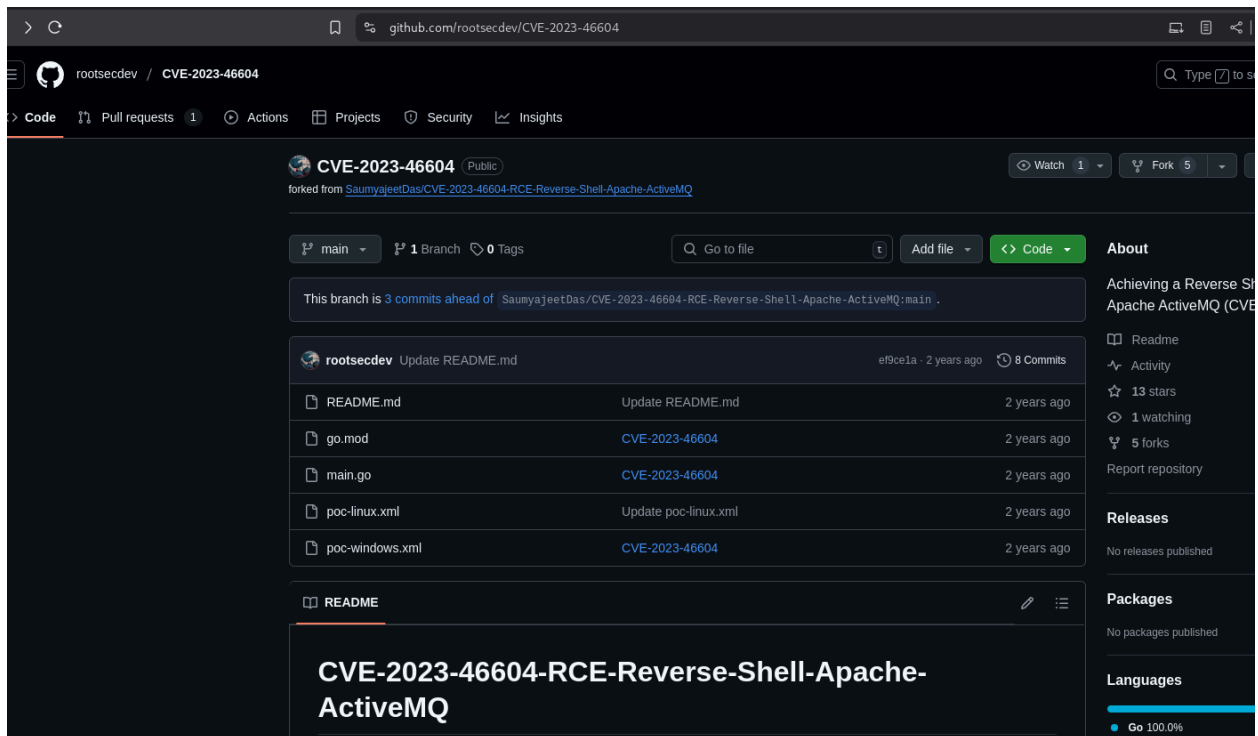 github.com/rootsecdev/CVE-2023-46604
rootsecdev / CVE-2023-46604
Type / to
Code Pull requests 1 Actions Projects Security Insights
CVE-2023-46604 Public
Watch 1 Fork 5
forked from SaumyajeetDas/CVE-2023-46604-RCE-Reverse-Shell-Apache-ActiveMQ
main 1 Branch 0 Tags Go to file t Add file <> Code
About
This branch is 3 commits ahead of SaumyajeetDas/CVE-2023-46604-RCE-Reverse-Shell-Apache-ActiveMQ:main .
Achieving a Reverse
Apache ActiveMQ
rootsecdev Update README.md ef9ce1a · 2 years ago 8 Commits
README.md Update README.md 2 years ago
go.mod CVE-2023-46604 2 years ago
main.go CVE-2023-46604 2 years ago
poc-linux.xml Update poc-linux.xml 2 years ago
poc-windows.xml CVE-2023-46604 2 years ago
Readme
Activity
13 stars
1 watching
5 forks
Report repository
Releases
No releases published
Packages
No packages published
Languages
Go 100.0%
README
CVE-2023-46604-RCE-Reverse-Shell-Apache-
ActiveMQ